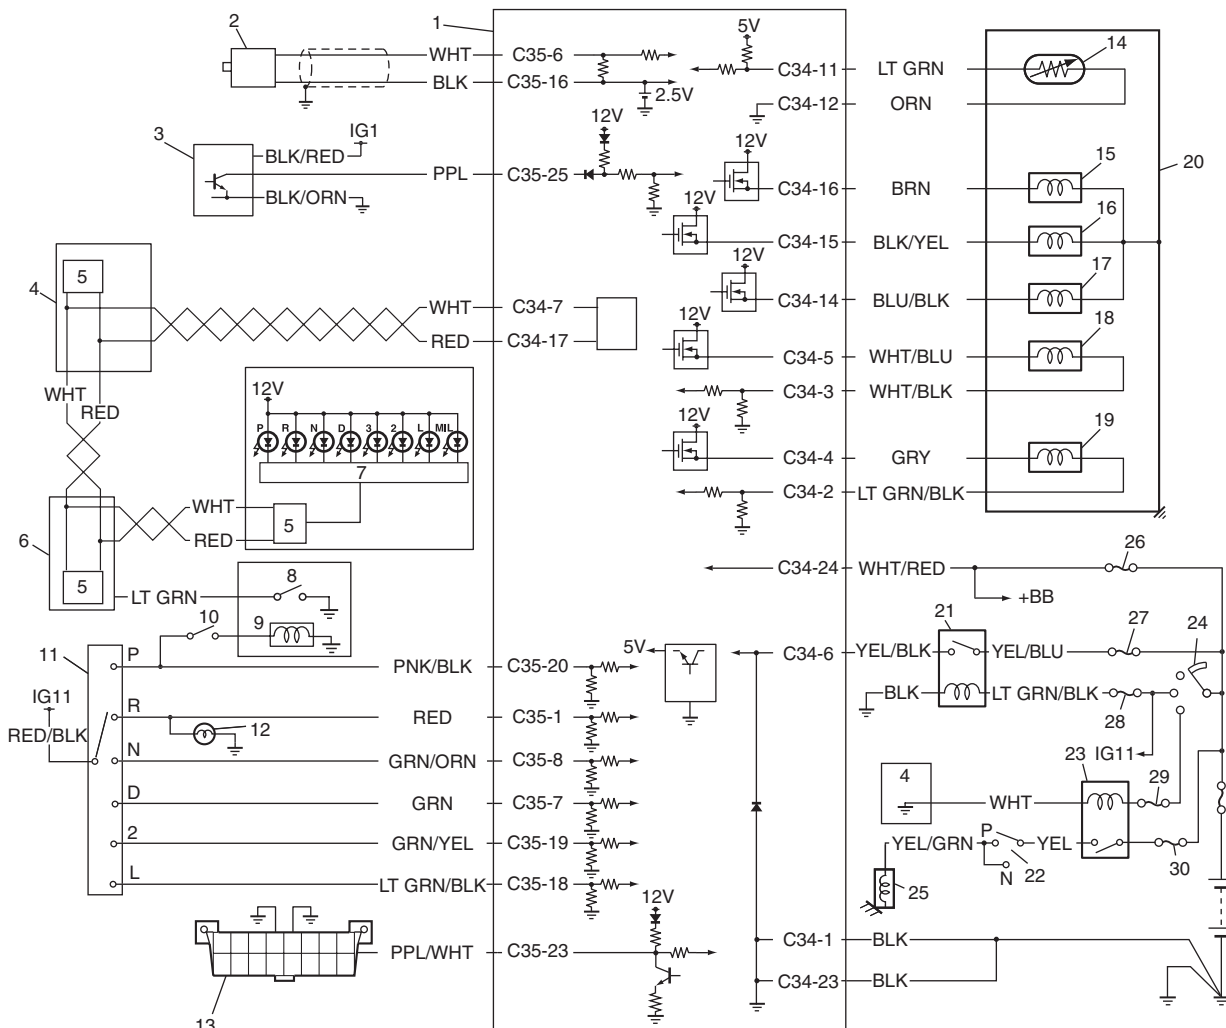 1
2
WHT C35-6
BLK C35-16
2.5V
5V
C34-11 LT GRN
14
C34-12 ORN
3
IG1
BLK/RED
PPL C35-25
BLK/ORN
12V
12V
C34-16 BRN
15
20
12V
C34-15 BLK/YEL
16
12V
C34-14 BLU/BLK
17
4
5
WHT C34-7
RED C34-17
12V
C34-5 WHT/BLU
18
C34-3 WHT/BLK
WHT
RED
12V
P R N D 3 2 L MIL
7
12V
C34-4 GRY
19
C34-2 LT GRN/BLK
6
WHT
RED
5
5
LT GRN
8
9
10
C34-24 WHT/RED
26
+BB
11
P
PNK/BLK C35-20
5V
C34-6 YEL/BLK
21
YEL/BLU
27
24
BLK
LT GRN/BLK
28
IG11
RED/BLK
R
12
RED C35-1
N
GRN/ORN C35-8
IG11
23
29
D
GRN C35-7
4
WHT
2
GRN/YEL C35-19
YEL/GRN
P
N
22
YEL
30
L
LT GRN/BLK C35-18
25
12V
PPL/WHT C35-23
C34-1 BLK
C34-23 BLK
13